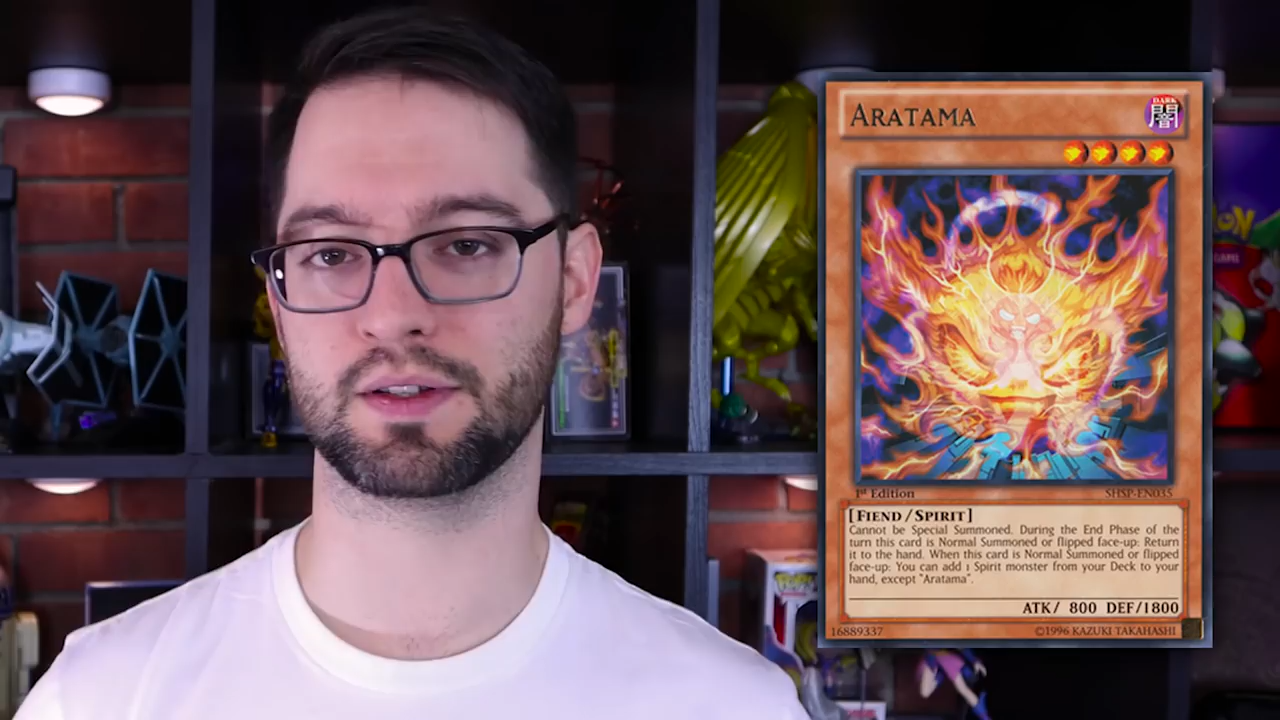 ARATAMA
DARK
闇
1st Edition
SHSP-EN035
[FIEND/SPIRIT]
Cannot be Special Summoned. During the End Phase of the
turn this card is Normal Summoned or flipped face-up: Return
it to the hand. When this card is Normal Summoned or flipped
face-up: You can add 1 Spirit monster from your Deck to your
hand, except "Aratama".
ATK/ 800 DEF/1800
16889337
©1996 KAZUKI TAKAHASHI
GAME